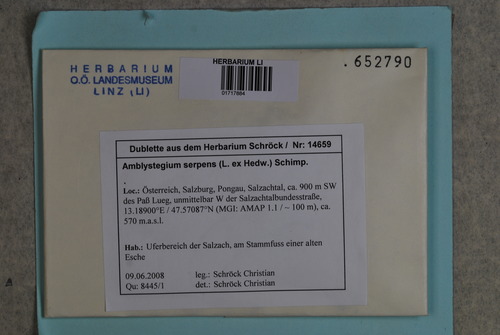 HERBARIUM
O.Ö. LANDESMUSEUM
LINZ (LI)
HERBARIUM LI
01717664
.652790
Dublette aus dem Herbarium Schröck / Nr: 14659
Amblystegium serpens (L. ex Hedw.) Schimp.
.
Loc.: Österreich, Salzburg, Pongau, Salzachtal, ca. 900 m SW
des Paß Lueg, unmittelbar W der Salzachtalbundesstraße,
13.18900°E / 47.57087°N (MGI: AMAP 1.1 / ~ 100 m), ca.
570 m.a.s.l.
Hab.: Uferbereich der Salzach, am Stammfuss einer alten
Esche
09.06.2008 leg.: Schröck Christian
Qu: 8445/1 det.: Schröck Christian